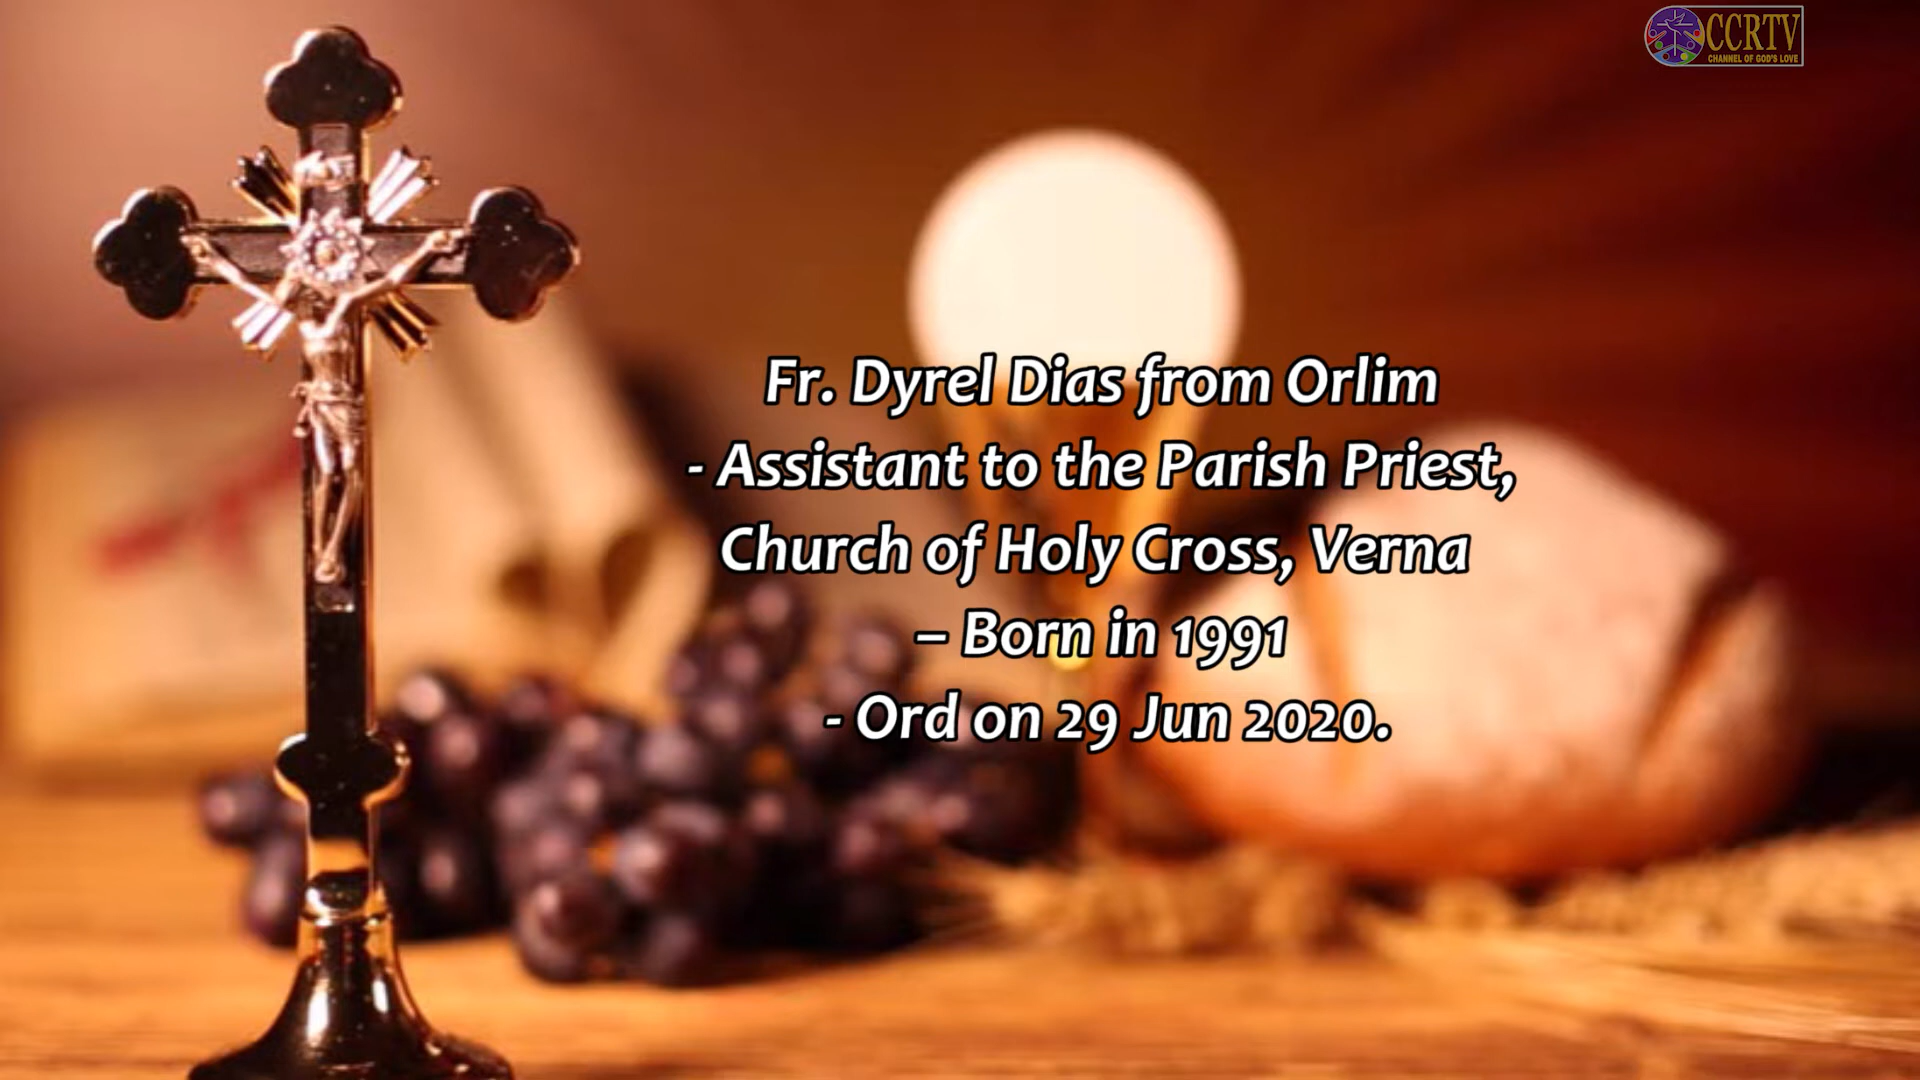 CCRTV
CHANNEL OF GOD'S LOVE
Fr. Dyrel Dias from Orlim
- Assistant to the Parish Priest,
Church of Holy Cross, Verna
– Born in 1991
- Ord on 29 Jun 2020.